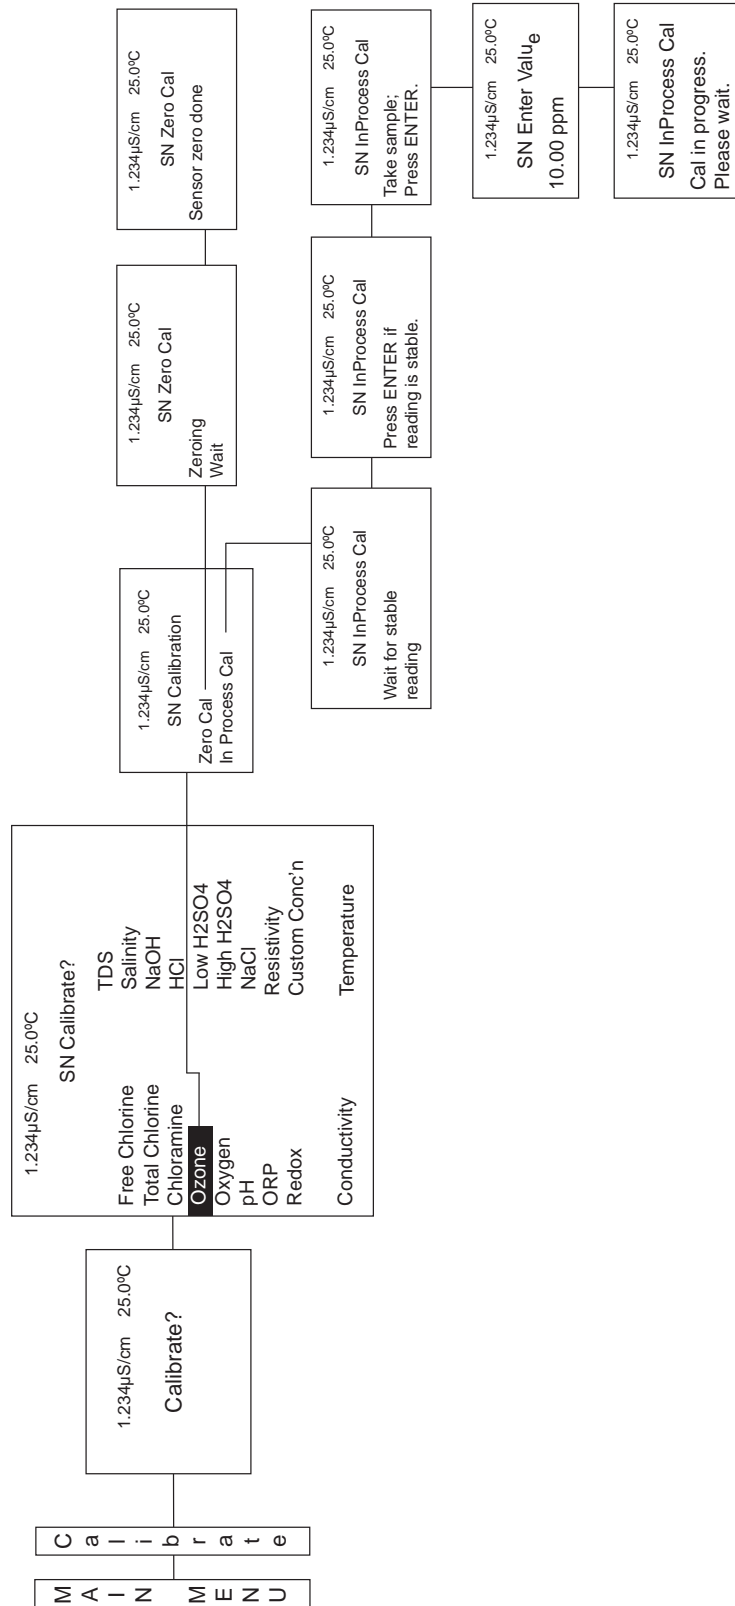 MAIN MENU
Calibrate
1.234µS/cm 25.0ºC
Calibrate?
1.234µS/cm 25.0ºC
SN Calibrate?
Free Chlorine
Total Chlorine
Chloramine
Ozone
Oxygen
pH
ORP
Redox
Conductivity
TDS
Salinity
NaOH
HCl
Low H2SO4
High H2SO4
NaCl
Resistivity
Custom Conc'n
Temperature
1.234µS/cm 25.0ºC
SN Calibration
Zero Cal
In Process Cal
1.234µS/cm 25.0ºC
SN Zero Cal
Zeroing
Wait
1.234µS/cm 25.0ºC
SN Zero Cal
Sensor zero done
1.234µS/cm 25.0ºC
SN InProcess Cal
Wait for stable
reading
1.234µS/cm 25.0ºC
SN InProcess Cal
Press ENTER if
reading is stable.
1.234µS/cm 25.0ºC
SN InProcess Cal
Take sample;
Press ENTER.
1.234µS/cm 25.0ºC
SN Enter Value
10.00 ppm
1.234µS/cm 25.0ºC
SN InProcess Cal
Cal in progress.
Please wait.